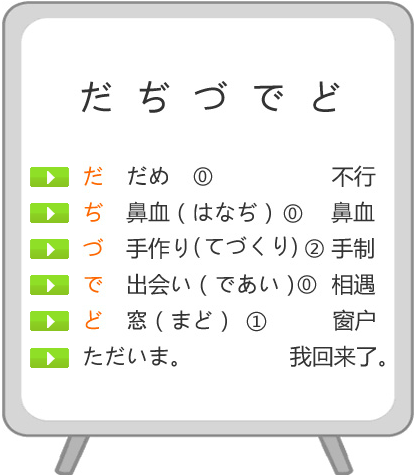 だ ぢ づ で ど
だ だめ ⓪ 不行
ぢ 鼻血(はなぢ) ⓪ 鼻血
づ 手作り(てづくり) ② 手制
で 出会い(であい) ⓪ 相遇
ど 窓(まど) ① 窗户
ただいま。 我回来了。